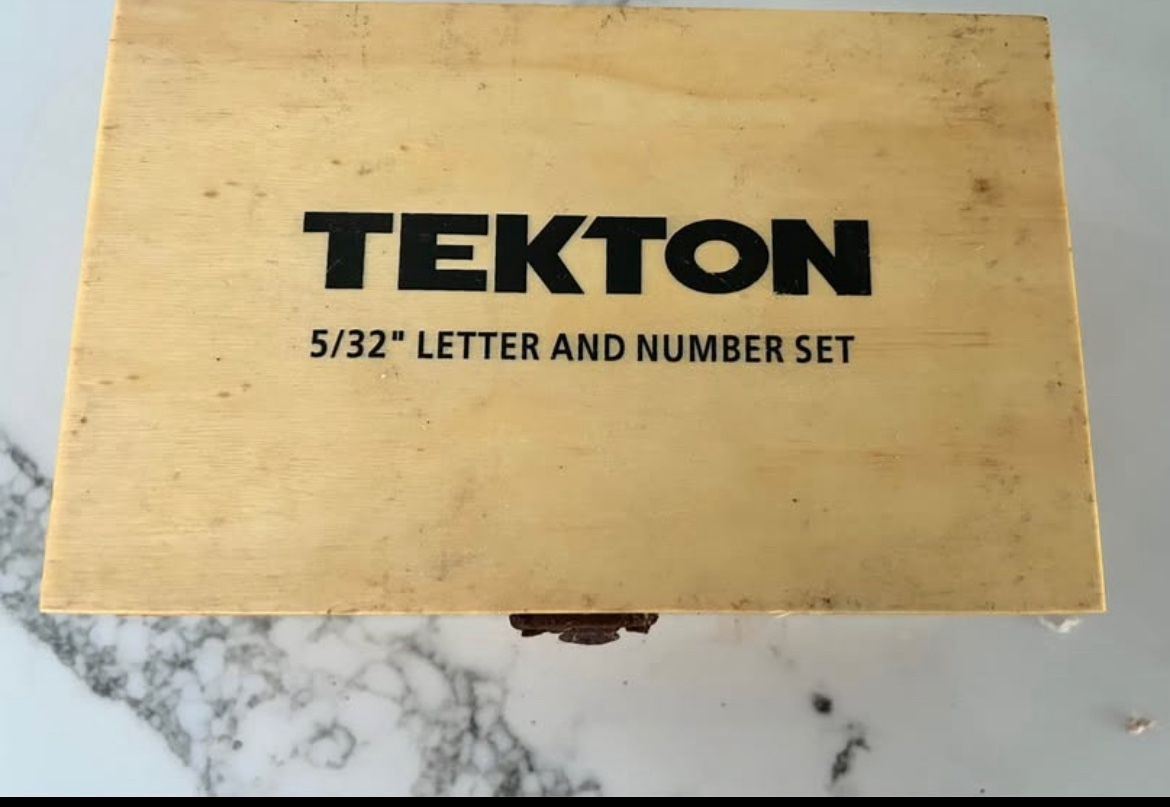 TEKTON
5/32" LETTER AND NUMBER SET